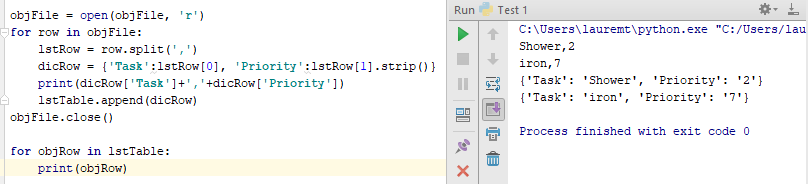 objFile = open(objFile, 'r')
for row in objFile:
    lstRow = row.split(',')
    dicRow = {'Task':lstRow[0], 'Priority':lstRow[1].strip()}
    print(dicRow['Task']+','+dicRow['Priority'])
    lstTable.append(dicRow)
objFile.close()
for objRow in lstTable:
    print(objRow)
Run Test 1
C:\Users\lauremt\python.exe "C:/Users/lau
Shower,2
iron,7
{'Task': 'Shower', 'Priority': '2'}
{'Task': 'iron', 'Priority': '7'}
Process finished with exit code 0